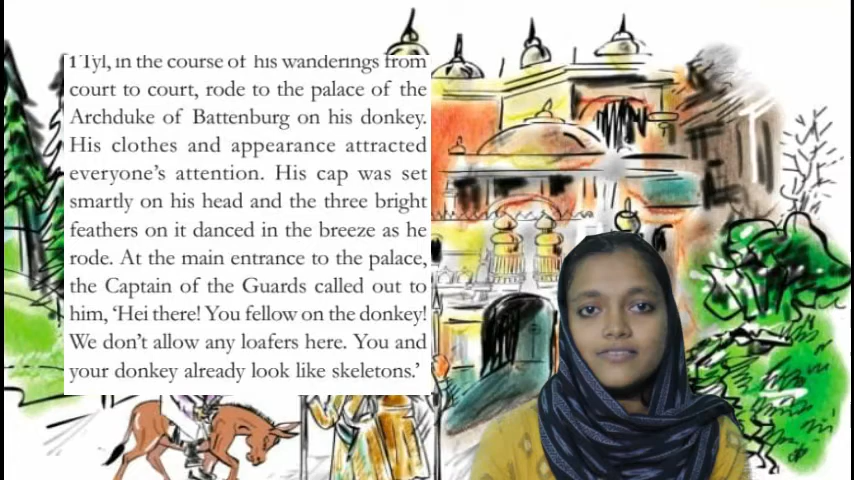 1 Tyl, in the course of his wanderings from
court to court, rode to the palace of the
Archduke of Battenburg on his donkey.
His clothes and appearance attracted
everyone's attention. His cap was set
smartly on his head and the three bright
feathers on it danced in the breeze as he
rode. At the main entrance to the palace,
the Captain of the Guards called out to
him, 'Hei there! You fellow on the donkey!
We don't allow any loafers here. You and
your donkey already look like skeletons.'